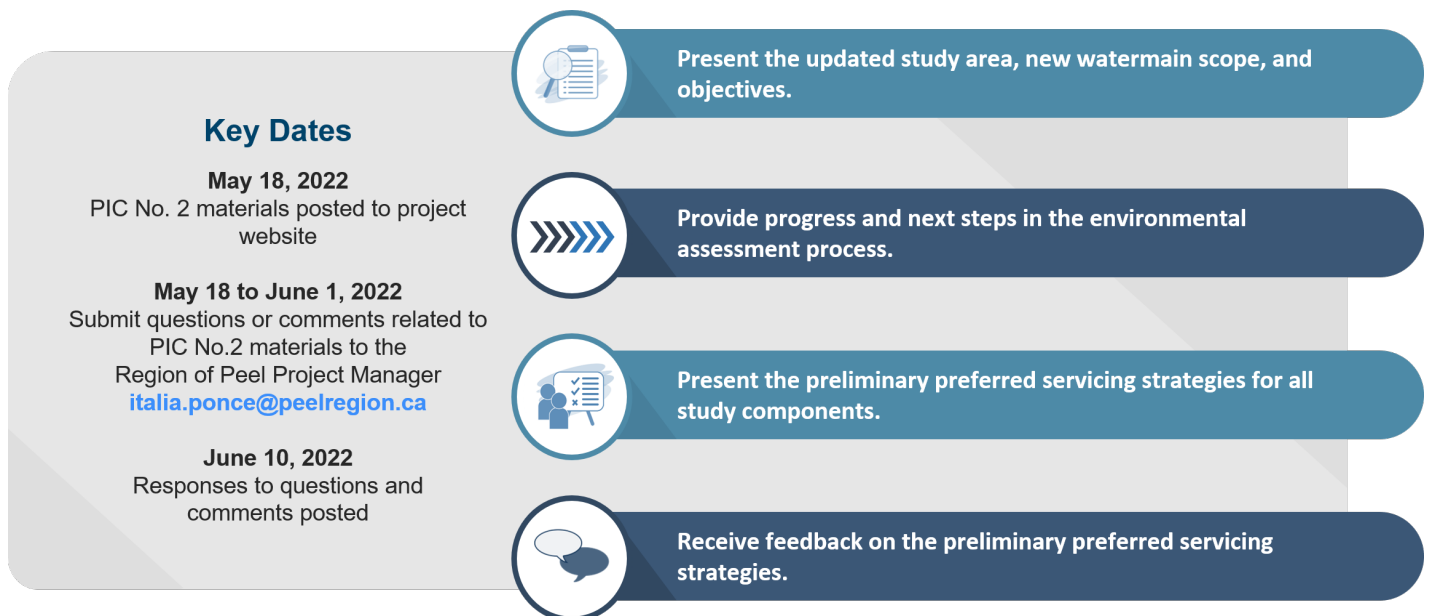 Key Dates
May 18, 2022
PIC No. 2 materials posted to project
website
May 18 to June 1, 2022
Submit questions or comments related to
PIC No.2 materials to the
Region of Peel Project Manager
italia.ponce@peelregion.ca
June 10, 2022
Responses to questions and
comments posted
Present the updated study area, new watermain scope, and
objectives.
Provide progress and next steps in the environmental
assessment process.
Present the preliminary preferred servicing strategies for all
study components.
Receive feedback on the preliminary preferred servicing
strategies.